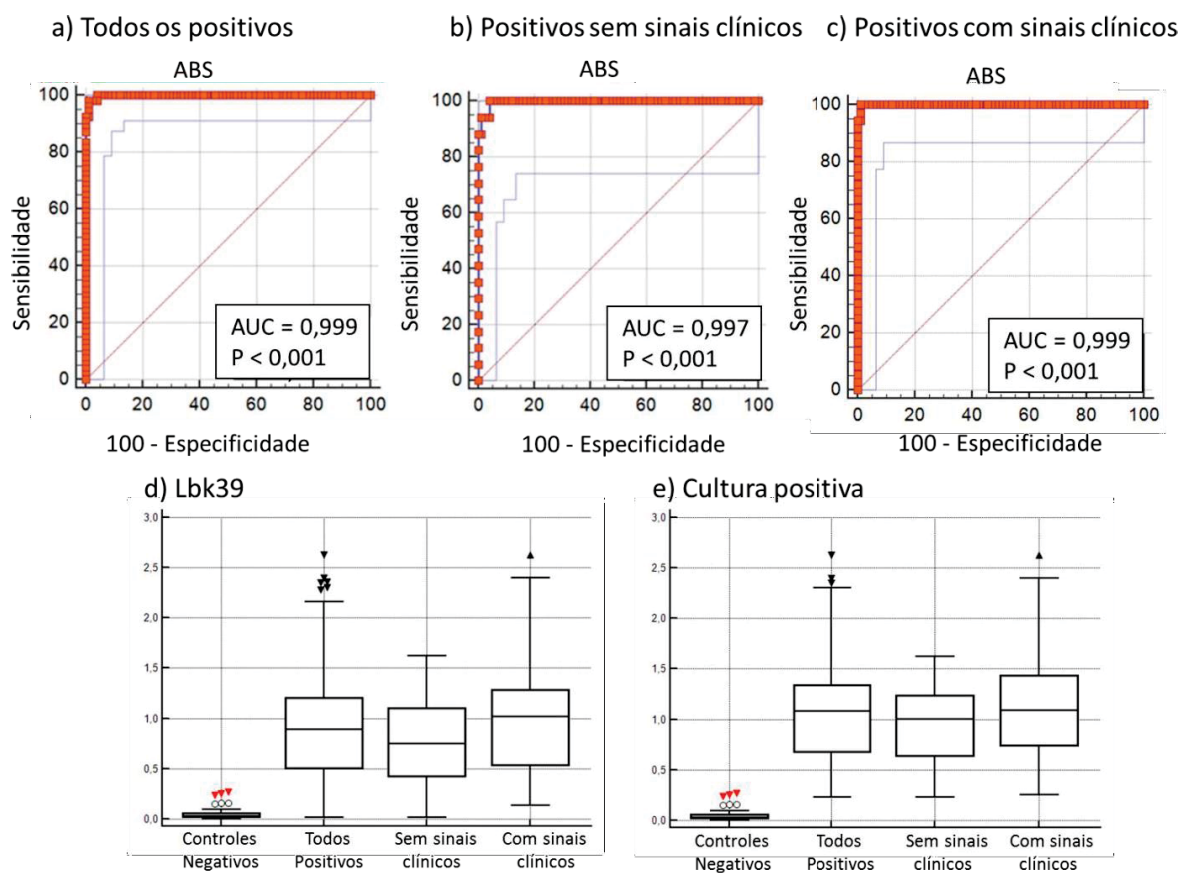 a) Todos os positivos
b) Positivos sem sinais clínicos
c) Positivos com sinais clínicos
ABS
ABS
ABS
100
80
60
40
20
0
Sensibilidade
AUC = 0,999
P < 0,001
0 20 40 60 80 100
100 - Especificidade
100
80
60
40
20
0
Sensibilidade
AUC = 0,997
P < 0,001
0 20 40 60 80 100
100 - Especificidade
100
80
60
40
20
0
Sensibilidade
AUC = 0,999
P < 0,001
0 20 40 60 80 100
100 - Especificidade
d) Lbk39
3,0
2,5
2,0
1,5
1,0
0,5
0,0
Controles Todos Sem sinais Com sinais
Negativos Positivos clínicos clínicos
e) Cultura positiva
3,0
2,5
2,0
1,5
1,0
0,5
0,0
Controles Todos Sem sinais Com sinais
Negativos Positivos clínicos clínicos